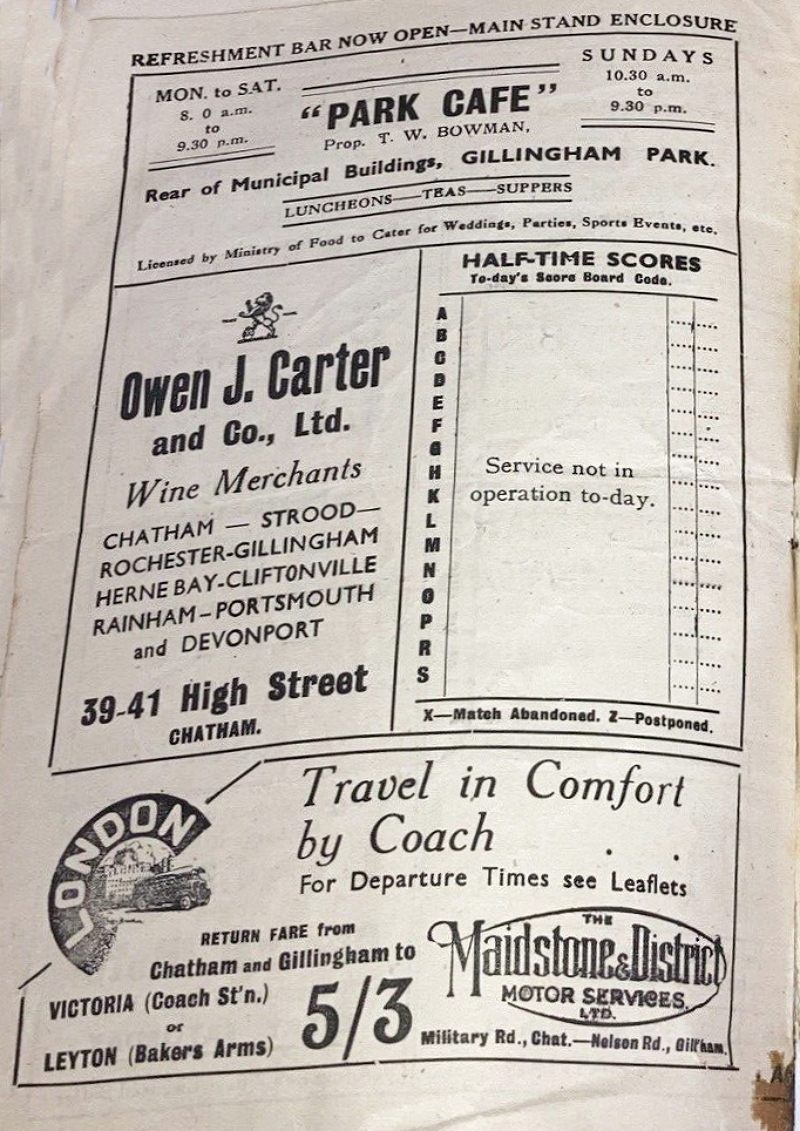 REFRESHMENT BAR NOW OPEN—MAIN STAND ENCLOSURE
MON. to SAT.
8. 0 a.m.
to
9.30 p.m.
"PARK CAFE"
Prop. T. W. BOWMAN,
SUNDAYS
10.30 a.m.
to
9.30 p.m.
Rear of Municipal Buildings, GILLINGHAM PARK.
LUNCHEONS—TEAS—SUPPERS
Licensed by Ministry of Food to Cater for Weddings, Parties, Sports Events, etc.
Owen J. Carter
and Co., Ltd.
Wine Merchants
CHATHAM — STROOD—
ROCHESTER-GILLINGHAM
HERNE BAY-CLIFTONVILLE
RAINHAM-PORTSMOUTH
and DEVONPORT
39-41 High Street
CHATHAM.
HALF-TIME SCORES
To-day's Score Board Code.
A
B
C
D
E
F
G
H
K
L
M
N
O
P
R
S
Service not in
operation to-day.
X—Match Abandoned. Z—Postponed.
LONDON
Travel in Comfort
by Coach
For Departure Times see Leaflets
RETURN FARE from
Chatham and Gillingham to
VICTORIA (Coach St'n.)
or
LEYTON (Bakers Arms)
5/3
THE
Maidstone & District
MOTOR SERVICES
LTD.
Military Rd., Chat.—Nelson Rd., Gill'ham.